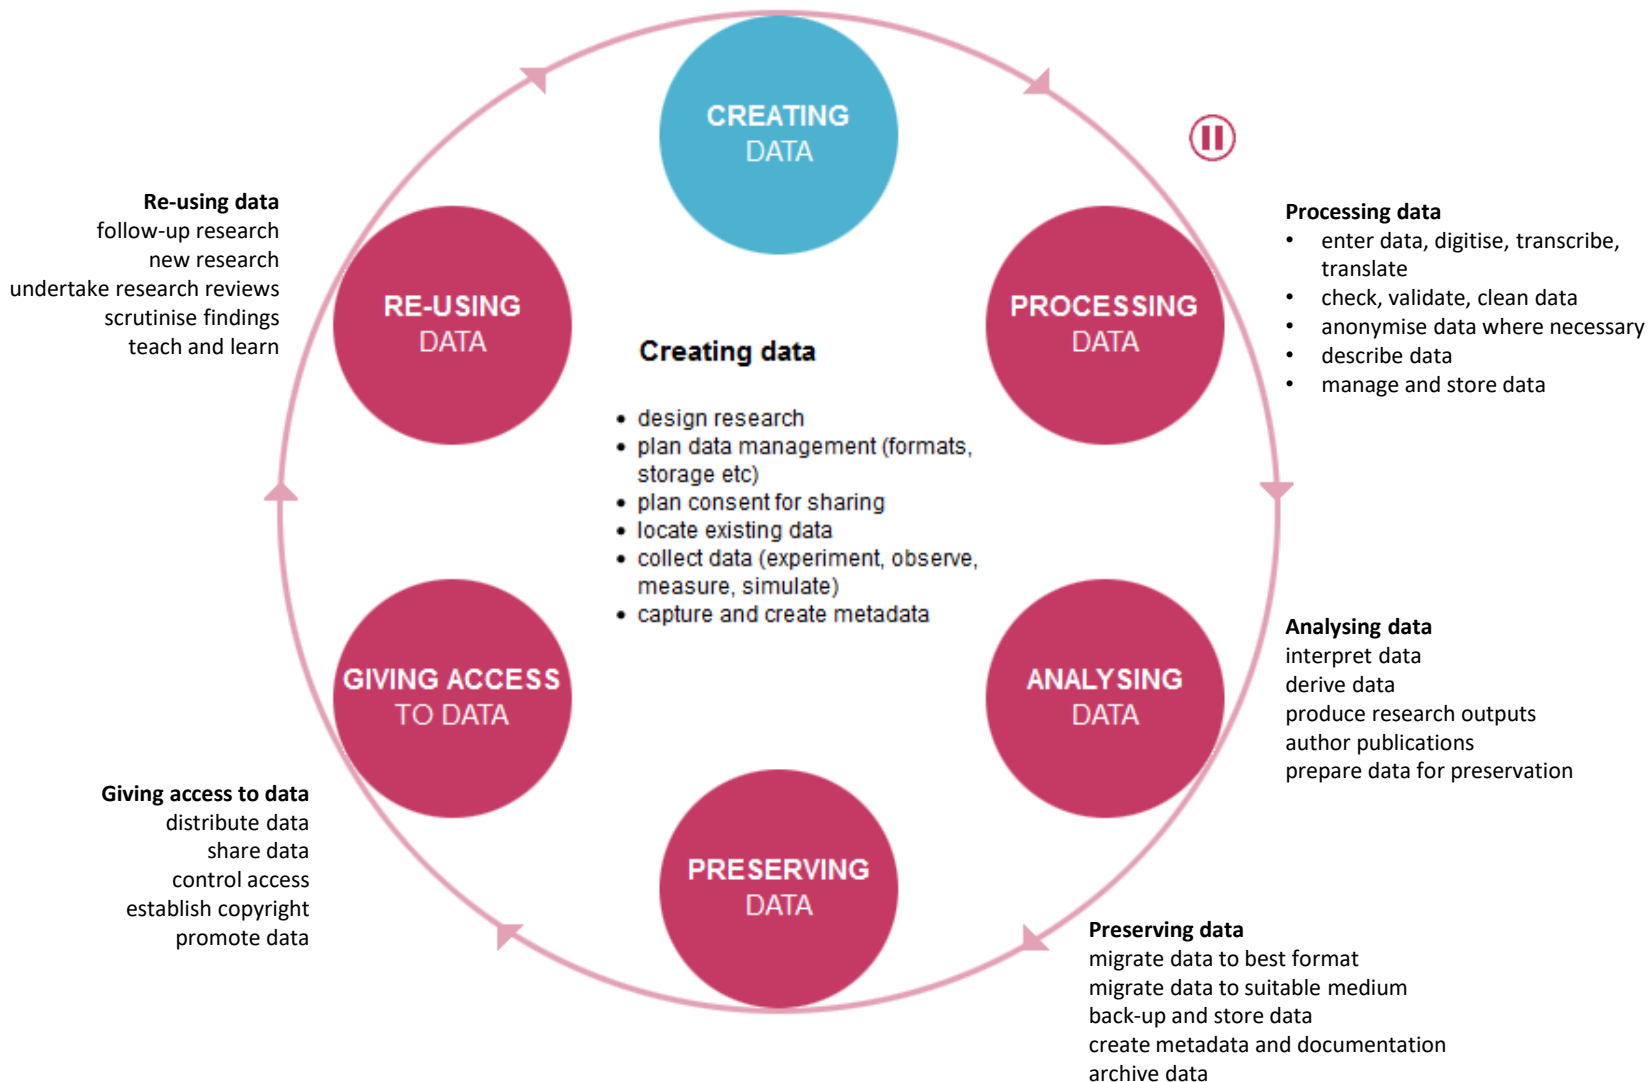 CREATING
DATA
Re-using data
follow-up research
new research
undertake research reviews
scrutinise findings
teach and learn
RE-USING
DATA
PROCESSING
DATA
Processing data
• enter data, digitise, transcribe,
translate
• check, validate, clean data
• anonymise data where necessary
• describe data
• manage and store data
Creating data
• design research
• plan data management (formats,
storage etc)
• plan consent for sharing
• locate existing data
• collect data (experiment, observe,
measure, simulate)
• capture and create metadata
GIVING ACCESS
TO DATA
ANALYSING
DATA
Analysing data
interpret data
derive data
produce research outputs
author publications
prepare data for preservation
Giving access to data
distribute data
share data
control access
establish copyright
promote data
PRESERVING
DATA
Preserving data
migrate data to best format
migrate data to suitable medium
back-up and store data
create metadata and documentation
archive data